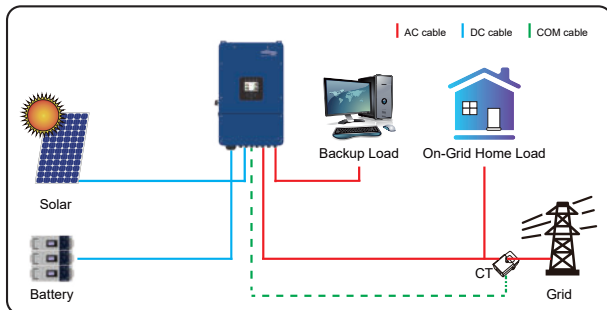 AC cable
DC cable
COM cable
Backup Load
On-Grid Home Load
Solar
CT
Battery
Grid